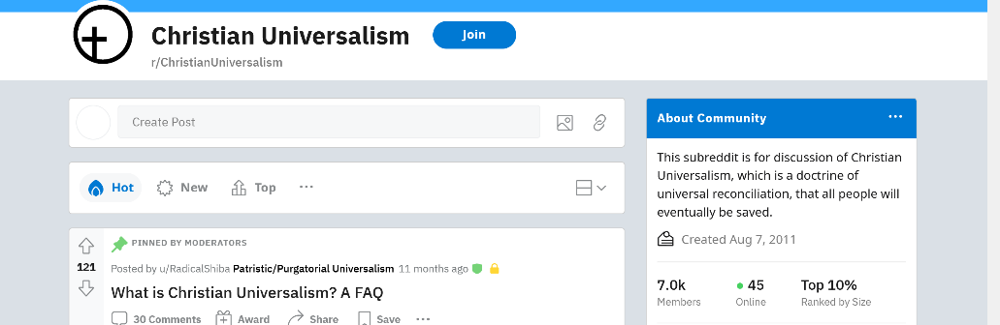 Christian Universalism
Join
r/ChristianUniversalism
Create Post
Hot New Top ...
PINNED BY MODERATORS
121
Posted by u/RadicalShiba Patristic/Purgatorial Universalism 11 months ago
What is Christian Universalism? A FAQ
30 Comments Award Share Save ...
About Community ...
This subreddit is for discussion of Christian
Universalism, which is a doctrine of
universal reconciliation, that all people will
eventually be saved.
Created Aug 7, 2011
7.0k 45 Top 10%
Members Online Ranked by Size